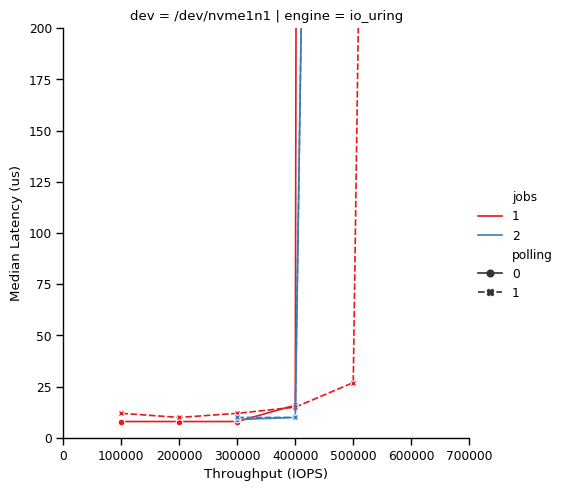 dev = /dev/nvme1n1 | engine = io_uring
200
175
150
125
100
75
50
25
0
Median Latency (us)
0 100000 200000 300000 400000 500000 600000 700000
Throughput (IOPS)
jobs
1
2
polling
0
1